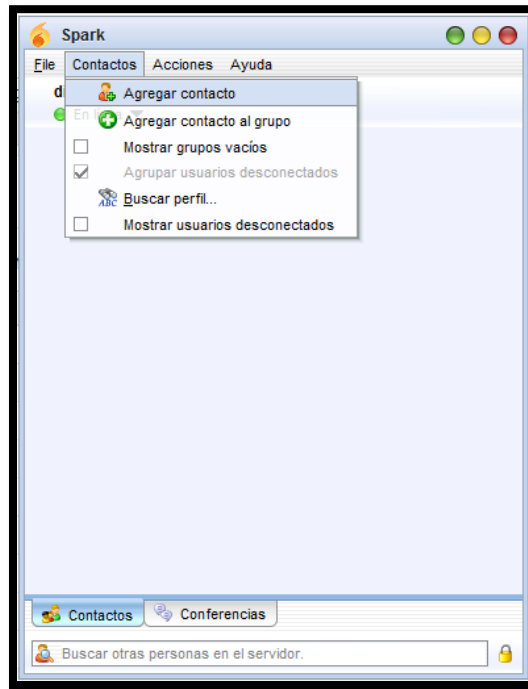 Spark
File Contactos Acciones Ayuda
Agregar contacto
Agregar contacto al grupo
Mostrar grupos vacíos
Agrupar usuarios desconectados
ABC Buscar perfil...
Mostrar usuarios desconectados
Contactos Conferencias
Buscar otras personas en el servidor.